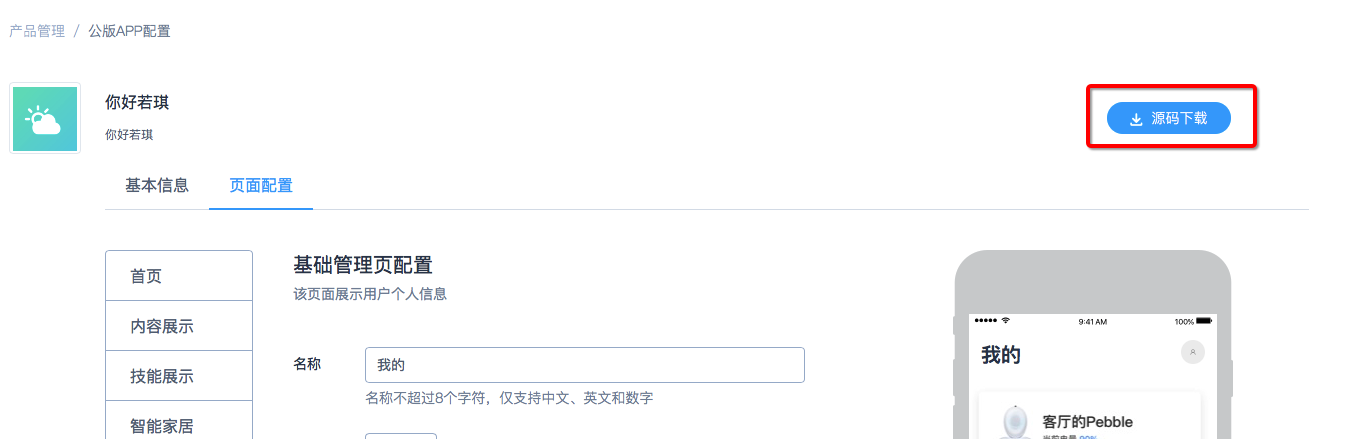 产品管理 / 公版APP配置
你好若琪
你好若琪
源码下载
基本信息 页面配置
首页
内容展示
技能展示
智能家居
基础管理页配置
该页面展示用户个人信息
名称 我的
名称不超过8个字符，仅支持中文、英文和数字
9:41 AM 100%
我的
客厅的Pebble
当前电量 90%